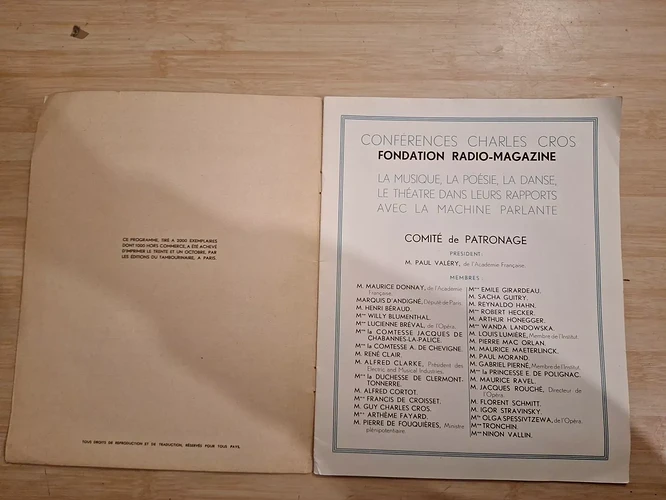 CE PROGRAMME, TIRÉ A 2000 EXEMPLAIRES
DONT 1000 HORS COMMERCE, A ÉTÉ ACHEVÉ
D'IMPRIMER LE TRENTE ET UN OCTOBRE, PAR
LES ÉDITIONS DU TAMBOURINAIRE, A PARIS.
TOUS DROITS DE REPRODUCTION ET DE TRADUCTION, RÉSERVÉS POUR TOUS PAYS.
CONFÉRENCES CHARLES CROS
FONDATION RADIO-MAGAZINE
LA MUSIQUE, LA POÉSIE, LA DANSE,
LE THÉATRE DANS LEURS RAPPORTS
AVEC LA MACHINE PARLANTE
COMITÉ de PATRONAGE
PRÉSIDENT:
M. PAUL VALÉRY, de l'Académie Française.
MEMBRES:
M. MAURICE DONNAY, de l'Académie
Française.
MARQUIS D'ANDIGNÉ, Député de Paris.
M. HENRI BÉRAUD.
Mme WILLY BLUMENTHAL.
Mme LUCIENNE BRÉVAL, de l'Opéra.
Mme la COMTESSE JACQUES DE
CHABANNES-LA-PALICE.
Mme la COMTESSE A. DE CHEVIGNE.
M. RENÉ CLAIR.
M. ALFRED CLARKE, Président des
Electric and Musical Industries.
Mme la DUCHESSE DE CLERMONT-
TONNERRE.
M. ALFRED CORTOT.
Mme FRANCIS DE CROISSET.
M. GUY CHARLES CROS.
Mme ARTHÈME FAYARD.
M. PIERRE DE FOUQUIÈRES, Ministre
plénipotentiaire.
Mme EMILE GIRARDEAU.
M. SACHA GUITRY.
M. REYNALDO HAHN.
Mme ROBERT HECKER.
M. ARTHUR HONEGGER.
Mme WANDA LANDOWSKA.
M. LOUIS LUMIÈRE, Membre de l'Institut.
M. PIERRE MAC ORLAN.
M. MAURICE MAETERLINCK.
M. PAUL MORAND.
M. GABRIEL PIERNÉ, Membre de l'Institut.
Mme la PRINCESSE E. DE POLIGNAC.
M. MAURICE RAVEL.
M. JACQUES ROUCHÉ, Directeur de
l'Opéra.
M. FLORENT SCHMITT.
M. IGOR STRAVINSKY.
Mlle OLGA SPESSIVTZEWA, de l'Opéra.
Mme TRONCHIN.
Mme NINON VALLIN.